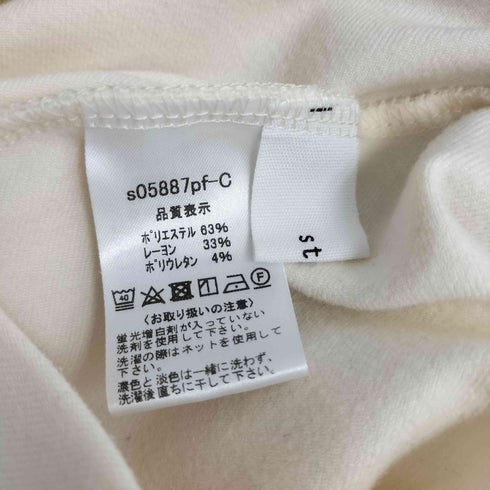 s05887pf-C
品質表示
ポリエステル 63%
レーヨン 33%
ポリウレタン 4%
40
F
〈お取り扱いの注意〉
蛍光増白剤が入っていない
洗剤を使用して下さい。
洗濯の際はネットを使用して
下さい。
濃色と淡色は一緒に洗わず、
洗濯後直ちに干して下さい。
st